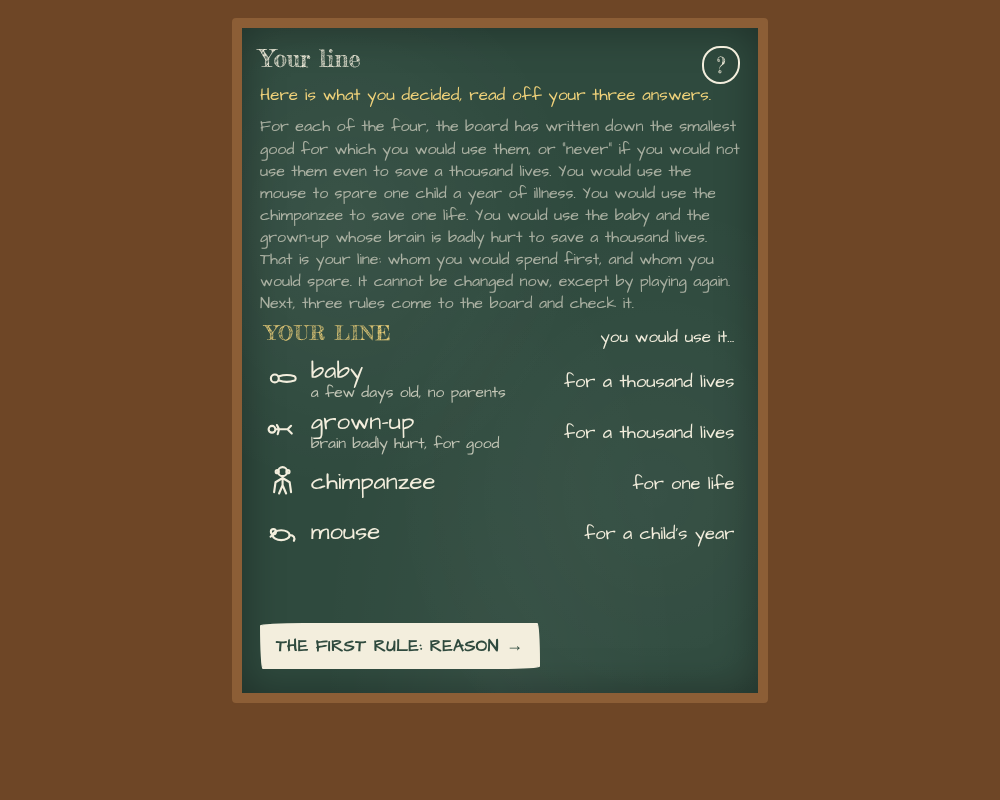 Your line
?
Here is what you decided, read off your three answers.
For each of the four, the board has written down the smallest
good for which you would use them, or "never" if you would not
use them even to save a thousand lives. You would use the
mouse to spare one child a year of illness. You would use the
chimpanzee to save one life. You would use the baby and the
grown-up whose brain is badly hurt to save a thousand lives.
That is your line: whom you would spend first, and whom you
would spare. It cannot be changed now, except by playing again.
Next, three rules come to the board and check it.
YOUR LINE
you would use it...
baby
a few days old, no parents
for a thousand lives
grown-up
brain badly hurt, for good
for a thousand lives
chimpanzee
for one life
mouse
for a child's year
THE FIRST RULE: REASON →